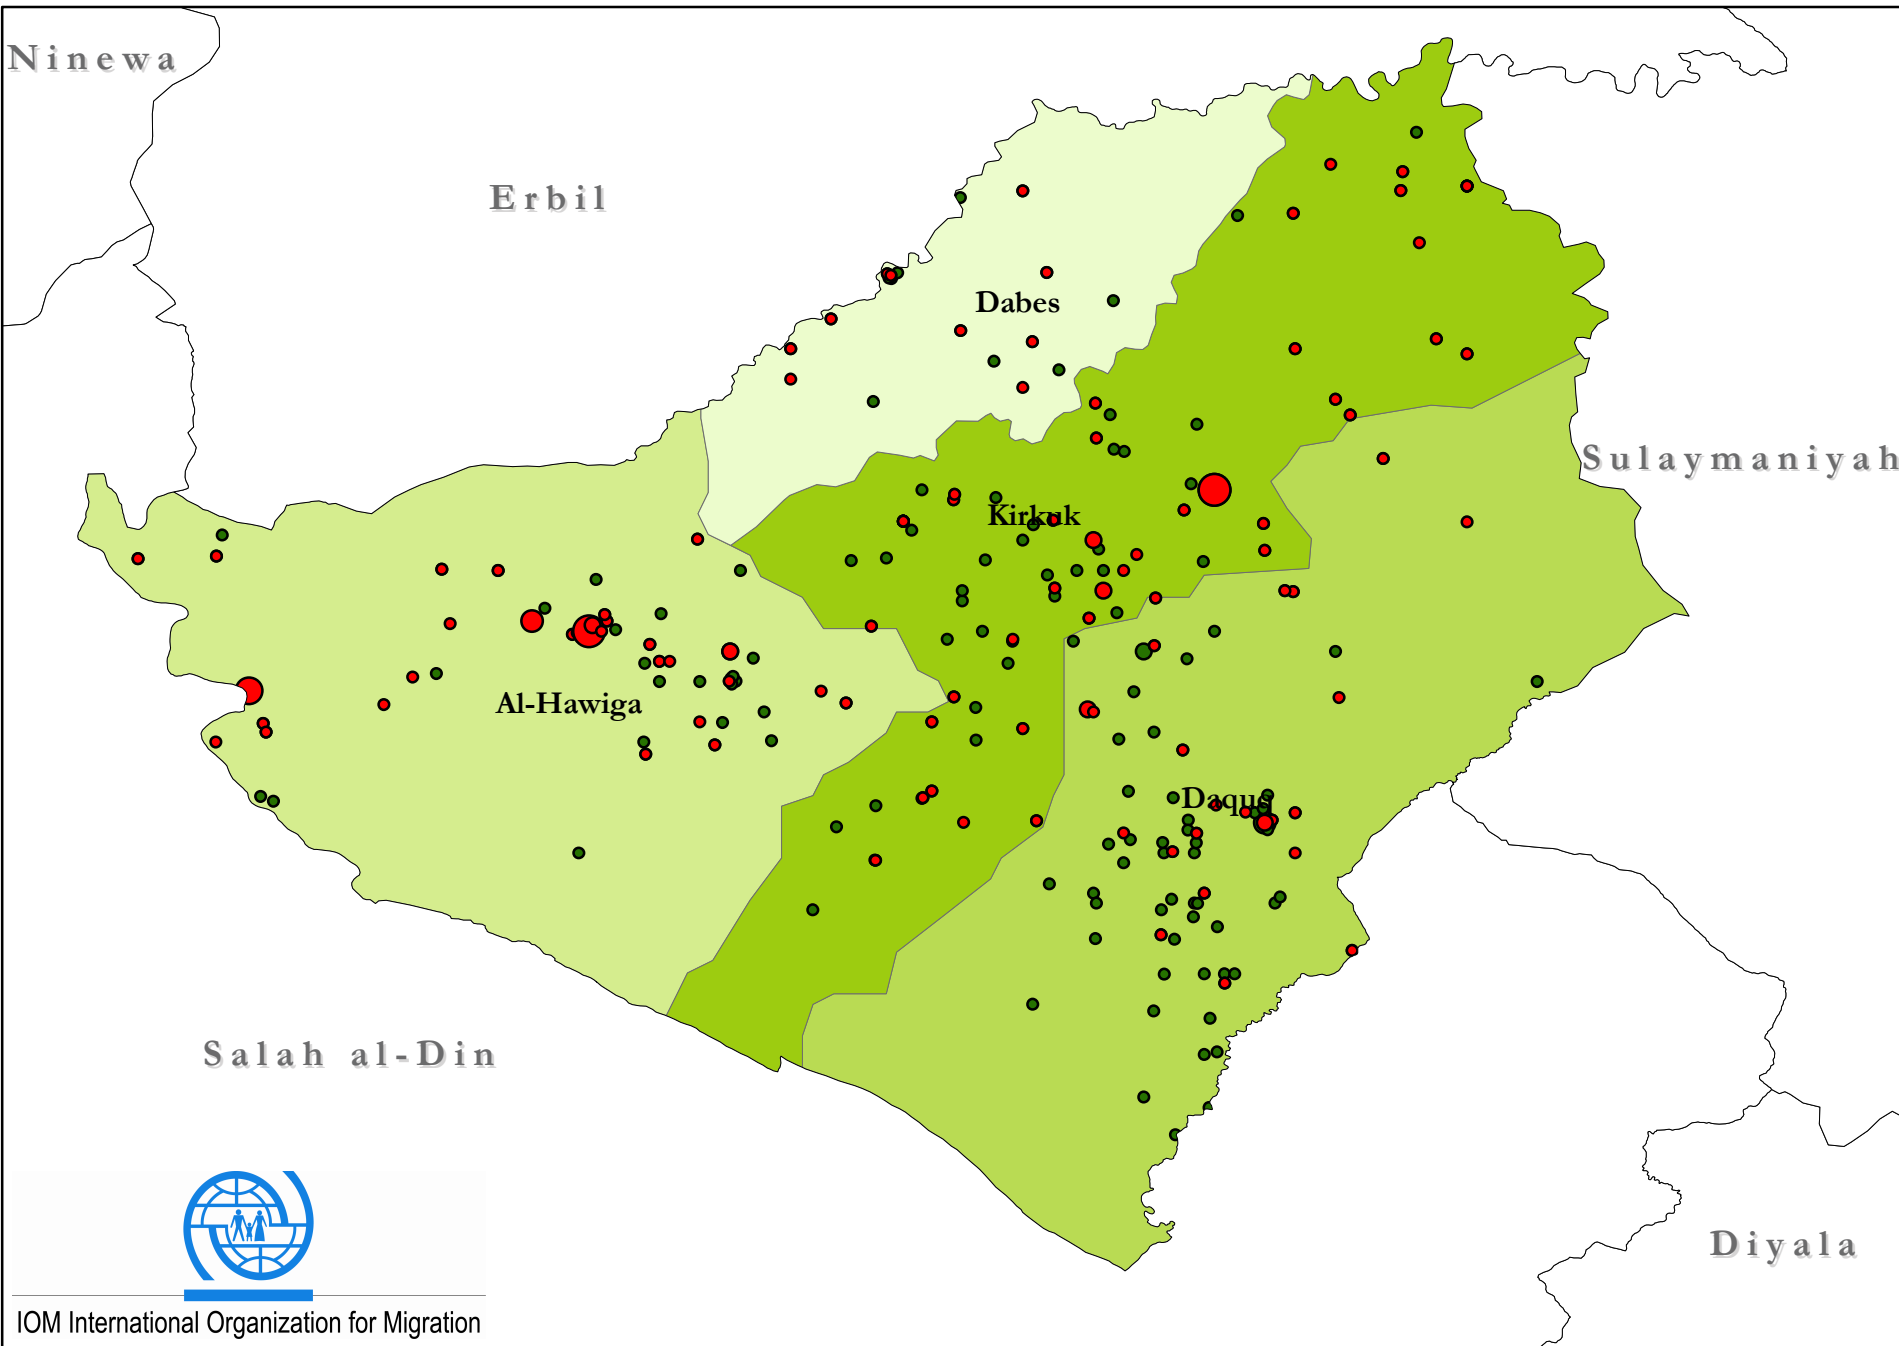 Ninewa
Erbil
Dabes
Sulaymaniyah
Kirkuk
Al-Hawiga
Daquq
Salah al-Din
Diyala
IOM International Organization for Migration